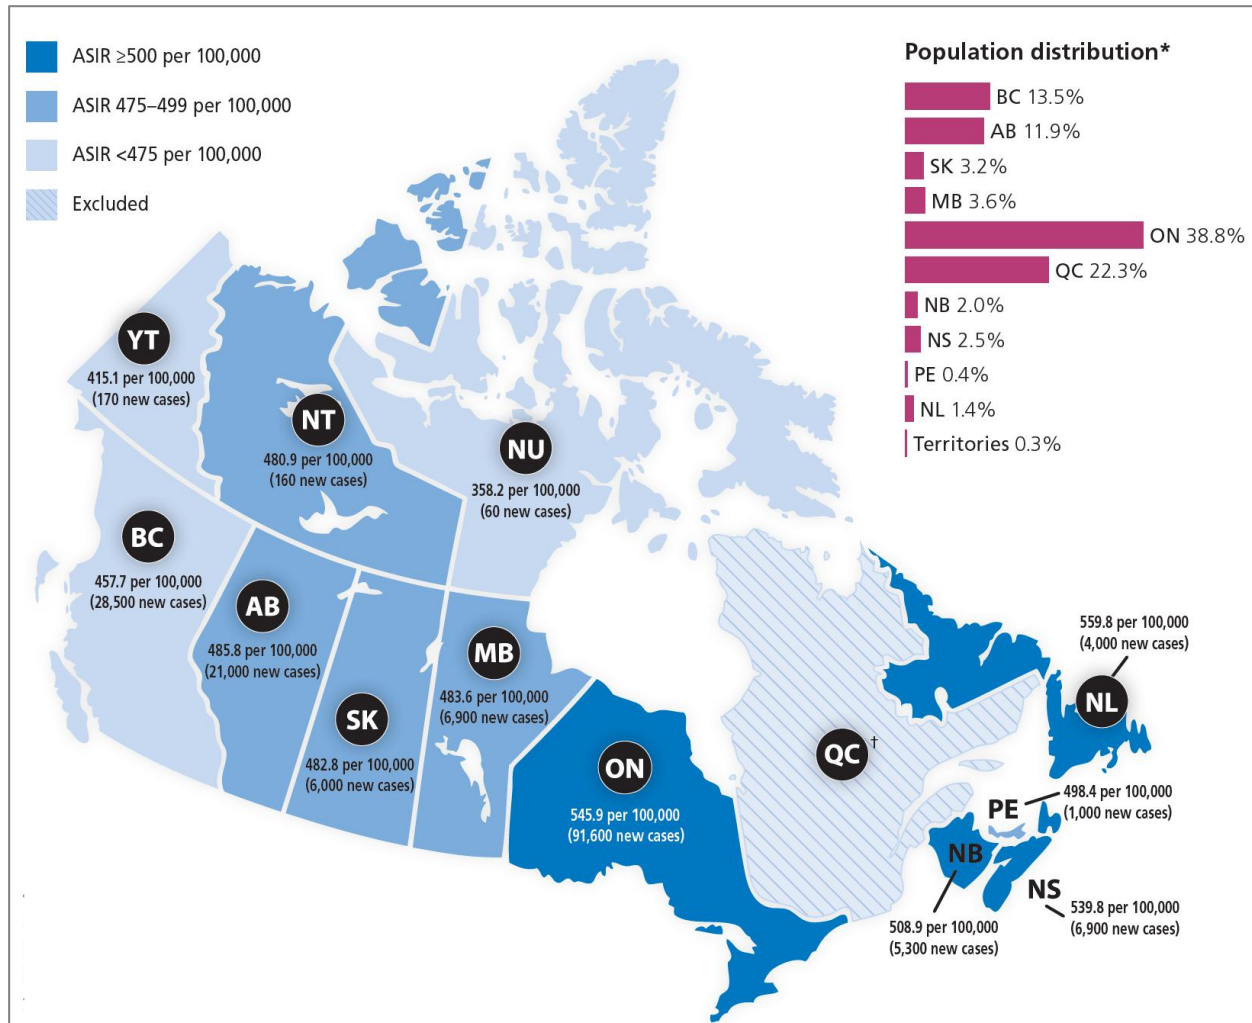 ASIR ≥500 per 100,000
ASIR 475–499 per 100,000
ASIR <475 per 100,000
Excluded
Population distribution*
BC 13.5%
AB 11.9%
SK 3.2%
MB 3.6%
ON 38.8%
QC 22.3%
NB 2.0%
NS 2.5%
PE 0.4%
NL 1.4%
Territories 0.3%
YT
415.1 per 100,000
(170 new cases)
NT
480.9 per 100,000
(160 new cases)
NU
358.2 per 100,000
(60 new cases)
BC
457.7 per 100,000
(28,500 new cases)
AB
485.8 per 100,000
(21,000 new cases)
SK
482.8 per 100,000
(6,000 new cases)
MB
483.6 per 100,000
(6,900 new cases)
ON
545.9 per 100,000
(91,600 new cases)
QC †
559.8 per 100,000
(4,000 new cases)
NL
PE
498.4 per 100,000
(1,000 new cases)
NB
508.9 per 100,000
(5,300 new cases)
NS
539.8 per 100,000
(6,900 new cases)